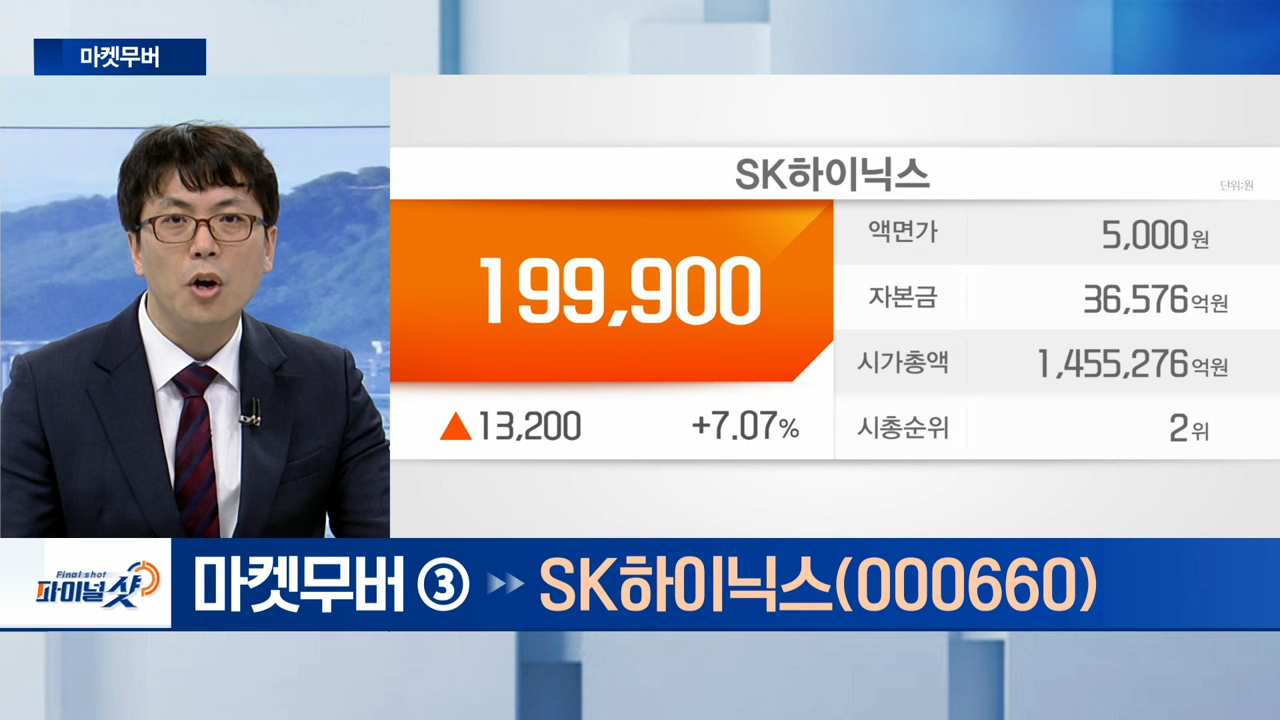 마켓무버
SK하이닉스
단위:원
199,900
▲13,200 +7.07%
액면가 5,000원
자본금 36,576억원
시가총액 1,455,276억원
시총순위 2위
Final shot
파이널샷
마켓무버 ③ SK하이닉스(000660)